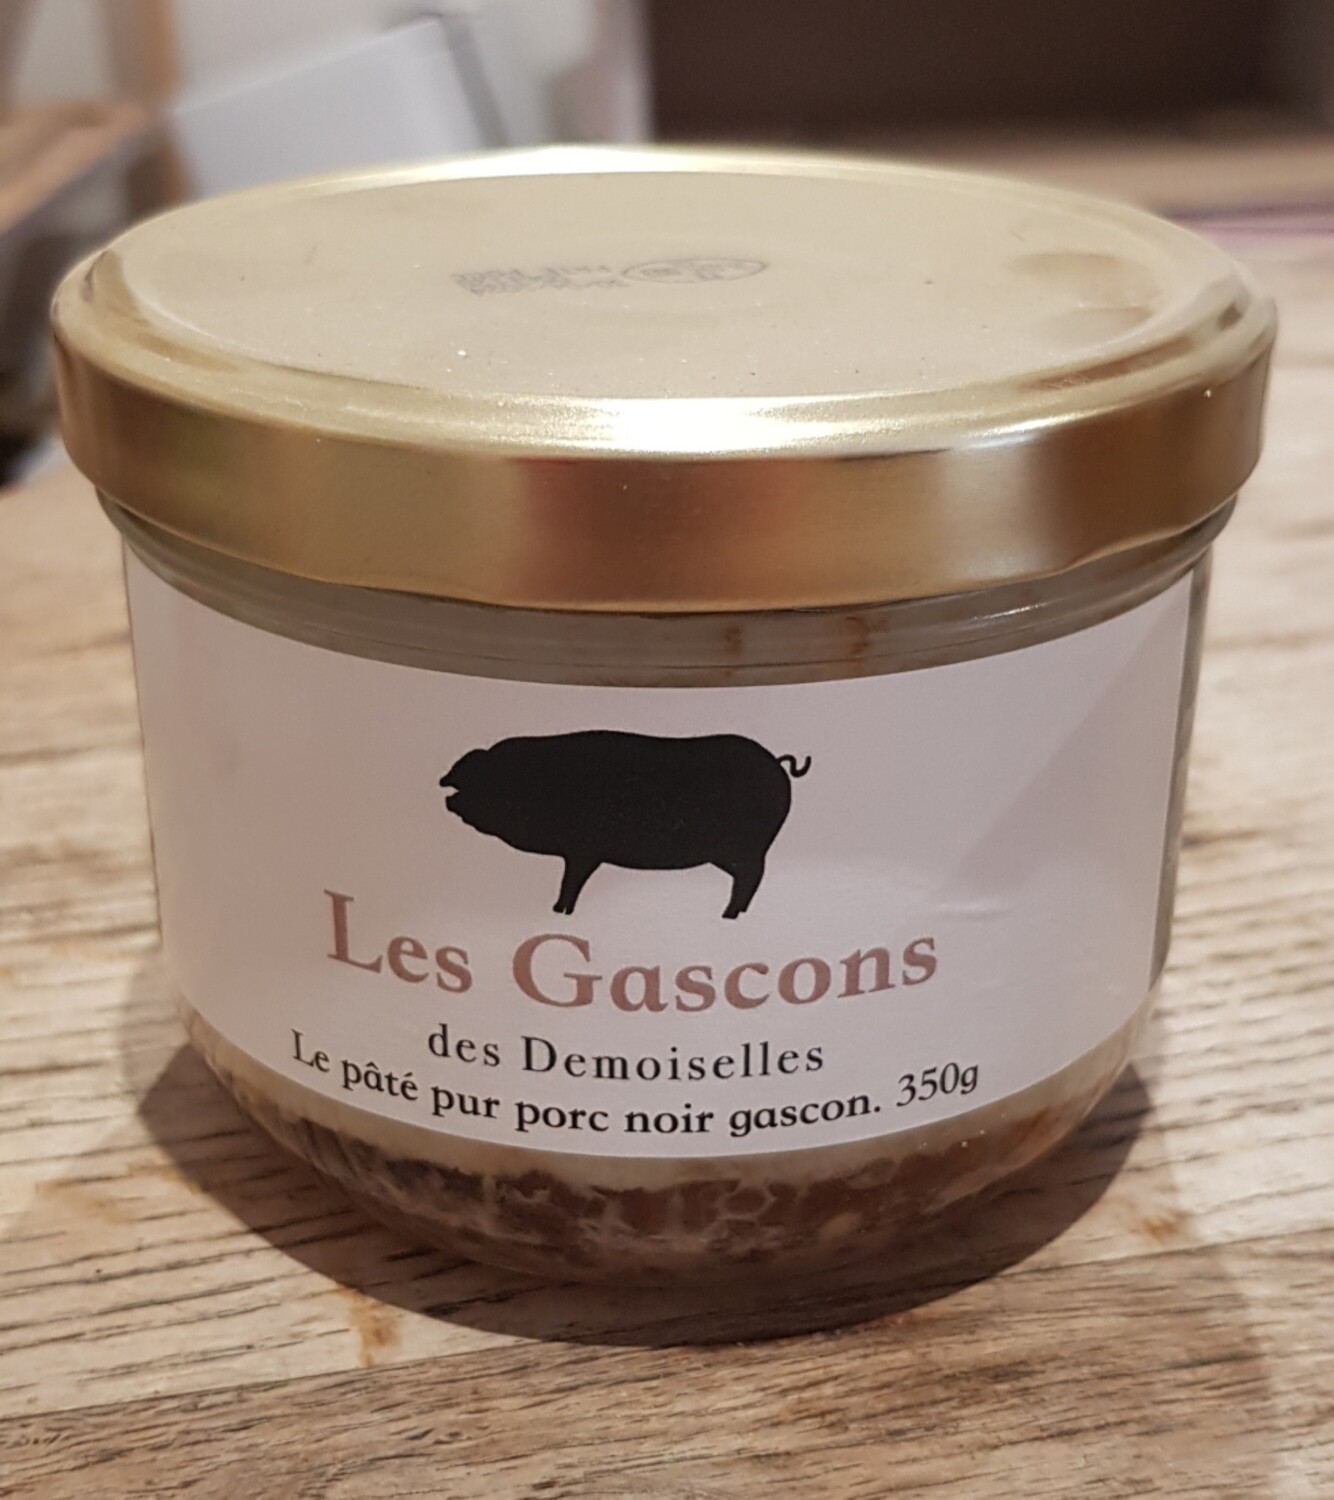 Les Gascons
des Demoiselles
Le pâté pur porc noir gascon. 350g